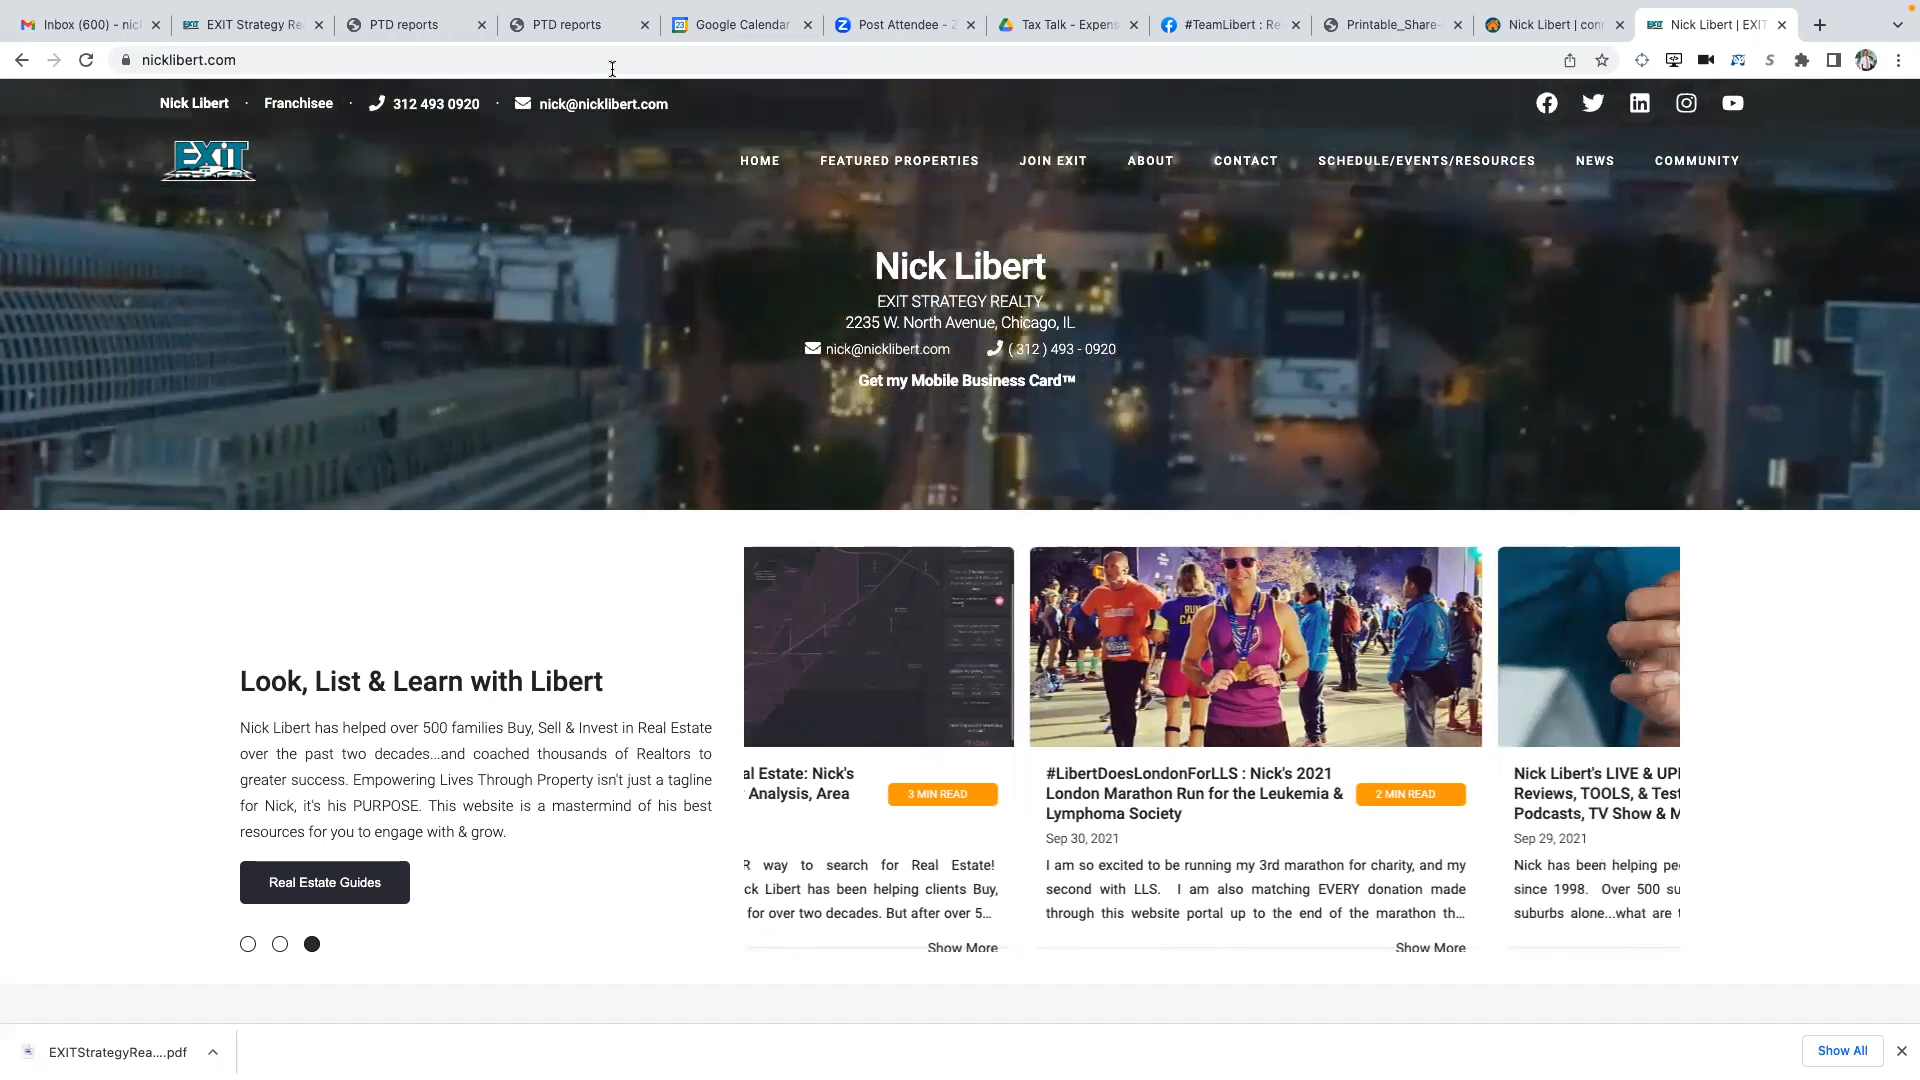 Inbox (600) - nicl
EXIT Strategy Re
PTD reports
PTD reports
Google Calendar
Post Attendee - Z
Tax Talk - Expens
#TeamLibert : Re
Printable_Share-
Nick Libert | conn
Nick Libert | EXIT
nicklibert.com
Nick Libert · Franchisee · 312 493 0920 · nick@nicklibert.com
EXIT
HOME FEATURED PROPERTIES JOIN EXIT ABOUT CONTACT SCHEDULE/EVENTS/RESOURCES NEWS COMMUNITY
Nick Libert
EXIT STRATEGY REALTY
2235 W. North Avenue, Chicago, IL
nick@nicklibert.com ( 312 ) 493 - 0920
Get my Mobile Business Card™
Look, List & Learn with Libert
Nick Libert has helped over 500 families Buy, Sell & Invest in Real Estate
over the past two decades...and coached thousands of Realtors to
greater success. Empowering Lives Through Property isn't just a tagline
for Nick, it's his PURPOSE. This website is a mastermind of his best
resources for you to engage with & grow.
Real Estate Guides
al Estate: Nick's
Analysis, Area
3 MIN READ
R way to search for Real Estate!
ck Libert has been helping clients Buy,
for over two decades. But after over 5...
Show More
RUN
#LibertDoesLondonForLLS : Nick's 2021
London Marathon Run for the Leukemia &
Lymphoma Society
2 MIN READ
Sep 30, 2021
I am so excited to be running my 3rd marathon for charity, and my
second with LLS. I am also matching EVERY donation made
through this website portal up to the end of the marathon th...
Show More
Nick Libert's LIVE & UPI
Reviews, TOOLS, & Test
Podcasts, TV Show & M
Sep 29, 2021
Nick has been helping pe
since 1998. Over 500 su
suburbs alone...what are t
EXITStrategyRea....pdf
Show All